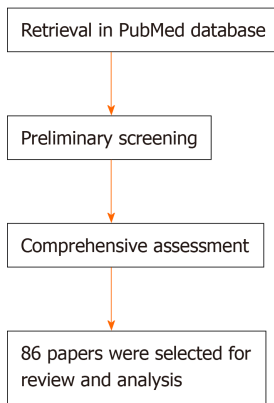 Retrieval in PubMed database
Preliminary screening
Comprehensive assessment
86 papers were selected for
review and analysis